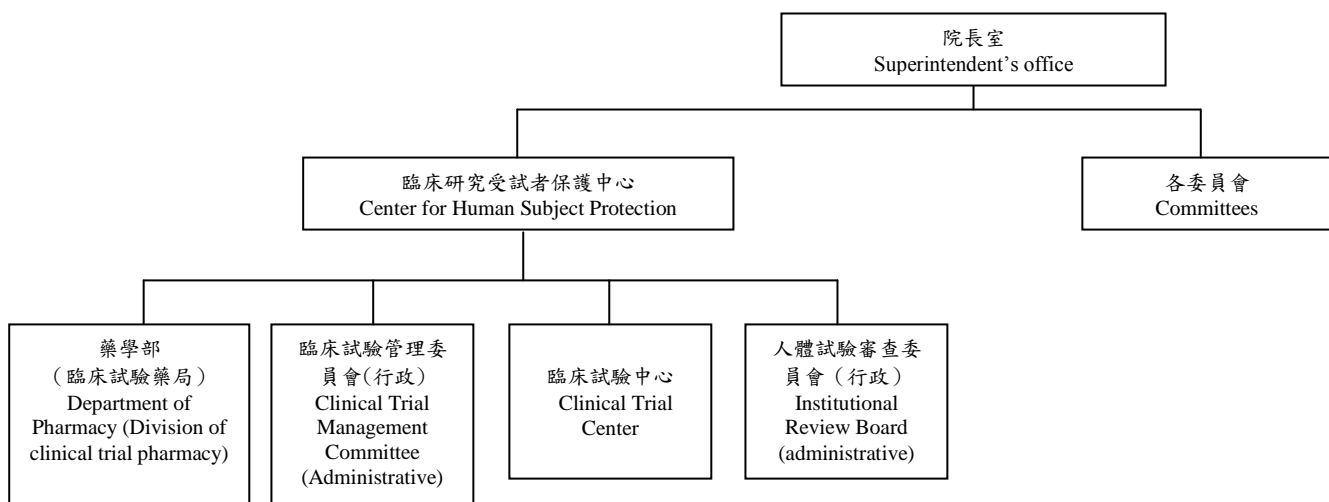 院長室
Superintendent’s office
臨床研究受試者保護中心
Center for Human Subject Protection
各委員會
Committees
藥學部
（臨床試驗藥局）
Department of
Pharmacy (Division of
clinical trial pharmacy)
臨床試驗管理委
員會(行政)
Clinical Trial
Management
Committee
(Administrative)
臨床試驗中心
Clinical Trial
Center
人體試驗審查委
員會（行政）
Institutional
Review Board
(administrative)